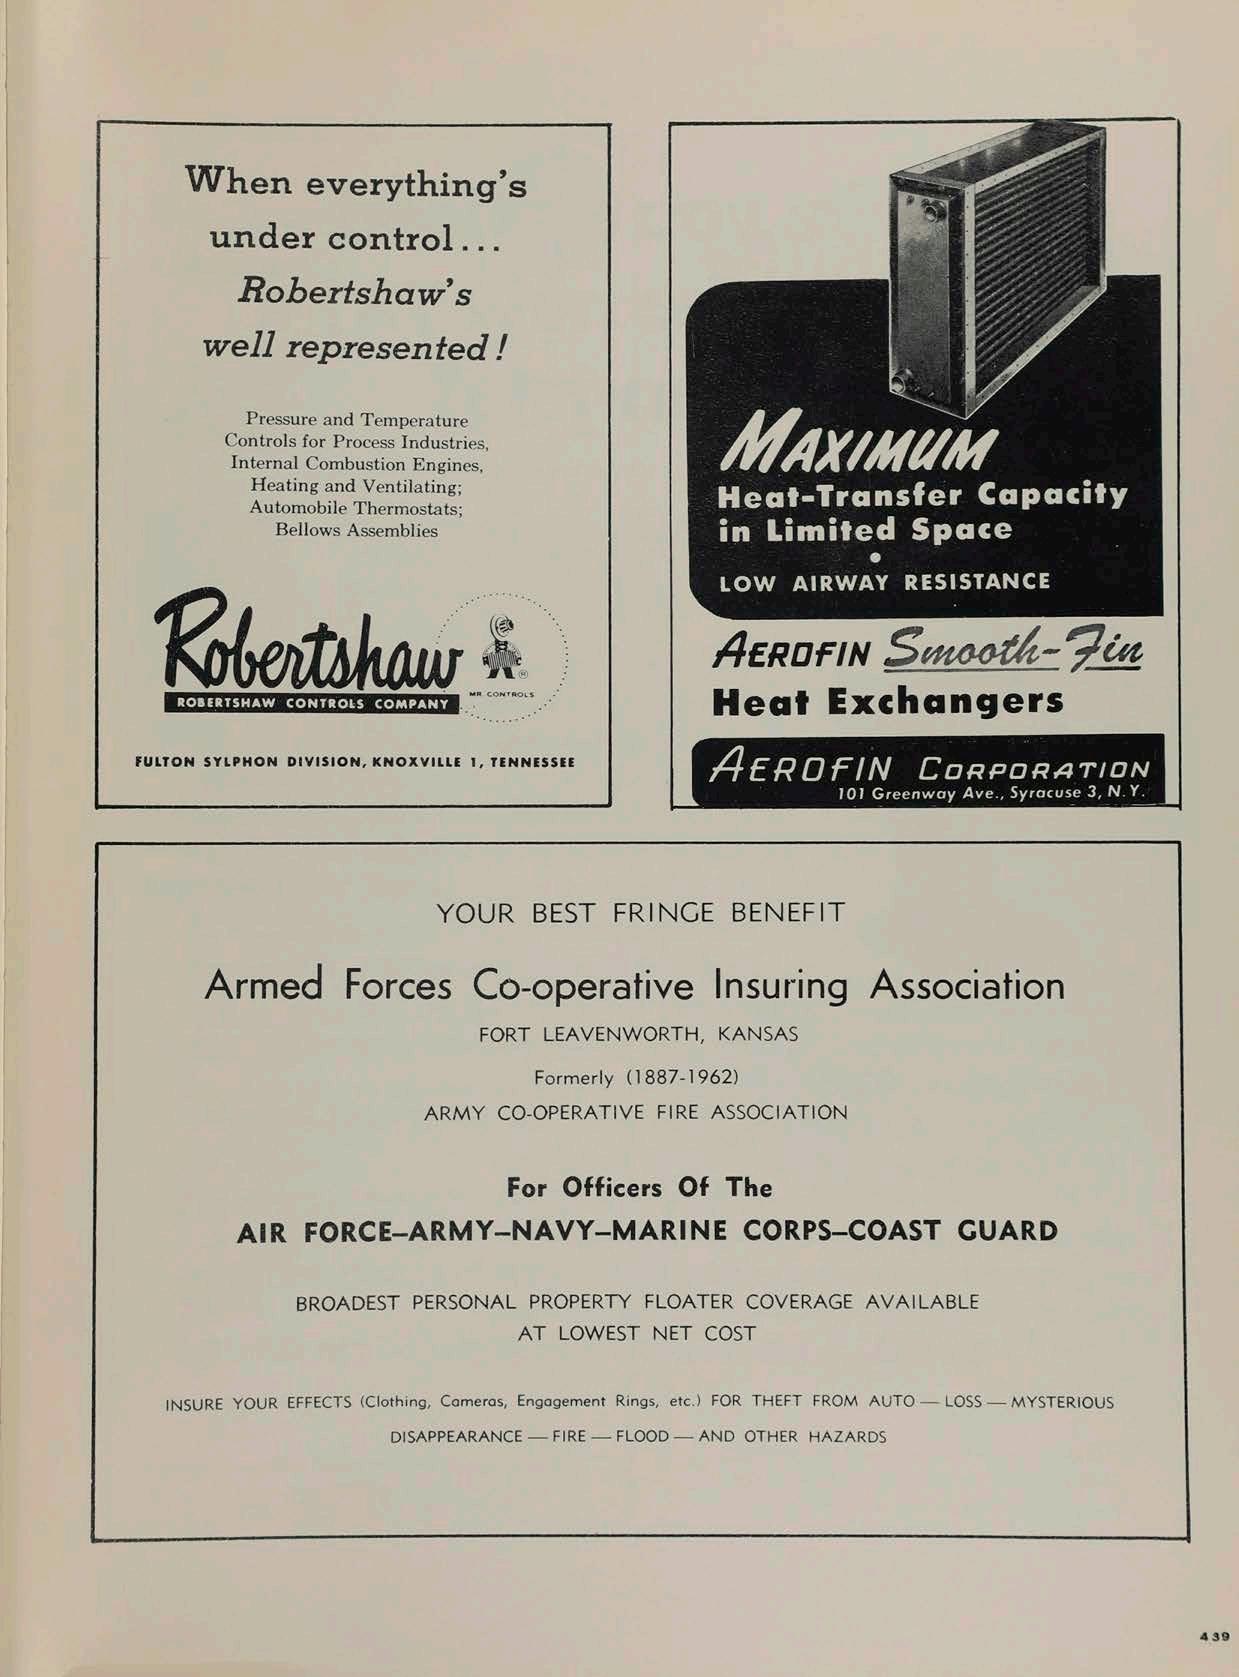 When everything's
under control...
Robertshaw's
well represented!
Pressure and Temperature
Controls for Process Industries,
Internal Combustion Engines,
Heating and Ventilating;
Automobile Thermostats;
Bellows Assemblies
Robertshaw
MR. CONTROLS
®
ROBERTSHAW CONTROLS COMPANY
FULTON SYLPHON DIVISION, KNOXVILLE 1, TENNESSEE
MAXIMUM
Heat-Transfer Capacity
in Limited Space
•
LOW AIRWAY RESISTANCE
AEROFIN Smooth-Fin
Heat Exchangers
AEROFIN CORPORATION
101 Greenway Ave., Syracuse 3, N.Y.
YOUR BEST FRINGE BENEFIT
Armed Forces Co-operative Insuring Association
FORT LEAVENWORTH, KANSAS
Formerly (1887-1962)
ARMY CO-OPERATIVE FIRE ASSOCIATION
For Officers Of The
AIR FORCE–ARMY–NAVY–MARINE CORPS–COAST GUARD
BROADEST PERSONAL PROPERTY FLOATER COVERAGE AVAILABLE
AT LOWEST NET COST
INSURE YOUR EFFECTS (Clothing, Cameras, Engagement Rings, etc.) FOR THEFT FROM AUTO — LOSS — MYSTERIOUS
DISAPPEARANCE — FIRE — FLOOD — AND OTHER HAZARDS
439